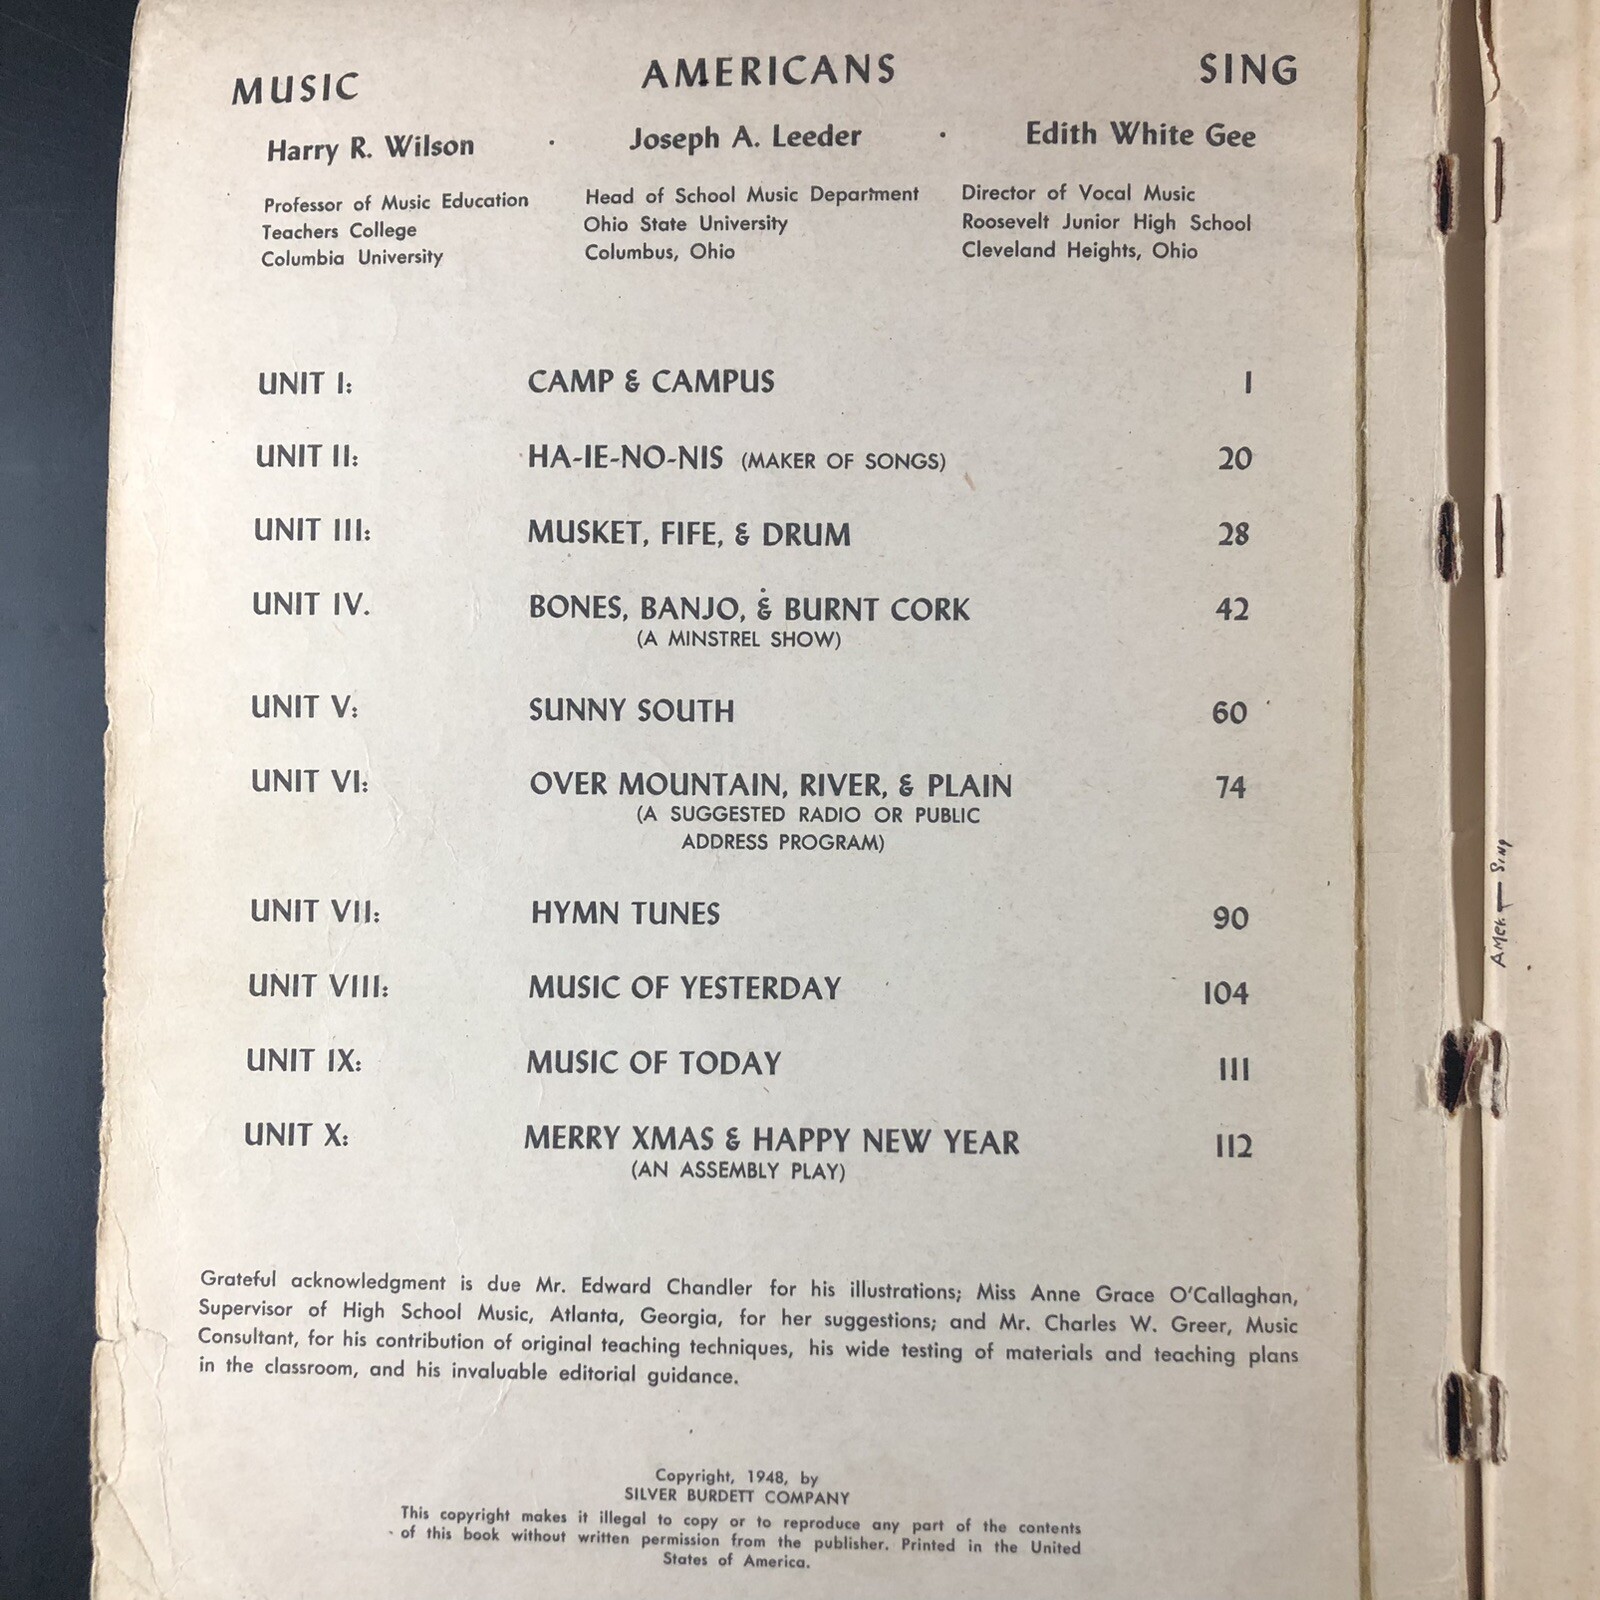 MUSIC AMERICANS SING
Harry R. Wilson · Joseph A. Leeder · Edith White Gee
Professor of Music Education
Teachers College
Columbia University
Head of School Music Department
Ohio State University
Columbus, Ohio
Director of Vocal Music
Roosevelt Junior High School
Cleveland Heights, Ohio
UNIT I: CAMP & CAMPUS 1
UNIT II: HA-IE-NO-NIS (MAKER OF SONGS) 20
UNIT III: MUSKET, FIFE, & DRUM 28
UNIT IV. BONES, BANJO, & BURNT CORK 42
(A MINSTREL SHOW)
UNIT V: SUNNY SOUTH 60
UNIT VI: OVER MOUNTAIN, RIVER, & PLAIN 74
(A SUGGESTED RADIO OR PUBLIC
ADDRESS PROGRAM)
UNIT VII: HYMN TUNES 90
UNIT VIII: MUSIC OF YESTERDAY 104
UNIT IX: MUSIC OF TODAY 111
UNIT X: MERRY XMAS & HAPPY NEW YEAR 112
(AN ASSEMBLY PLAY)
Grateful acknowledgment is due Mr. Edward Chandler for his illustrations; Miss Anne Grace O'Callaghan,
Supervisor of High School Music, Atlanta, Georgia, for her suggestions; and Mr. Charles W. Greer, Music
Consultant, for his contribution of original teaching techniques, his wide testing of materials and teaching plans
in the classroom, and his invaluable editorial guidance.
Copyright, 1948, by
SILVER BURDETT COMPANY
This copyright makes it illegal to copy or to reproduce any part of the contents
of this book without written permission from the publisher. Printed in the United
States of America.
Amer. — Sing